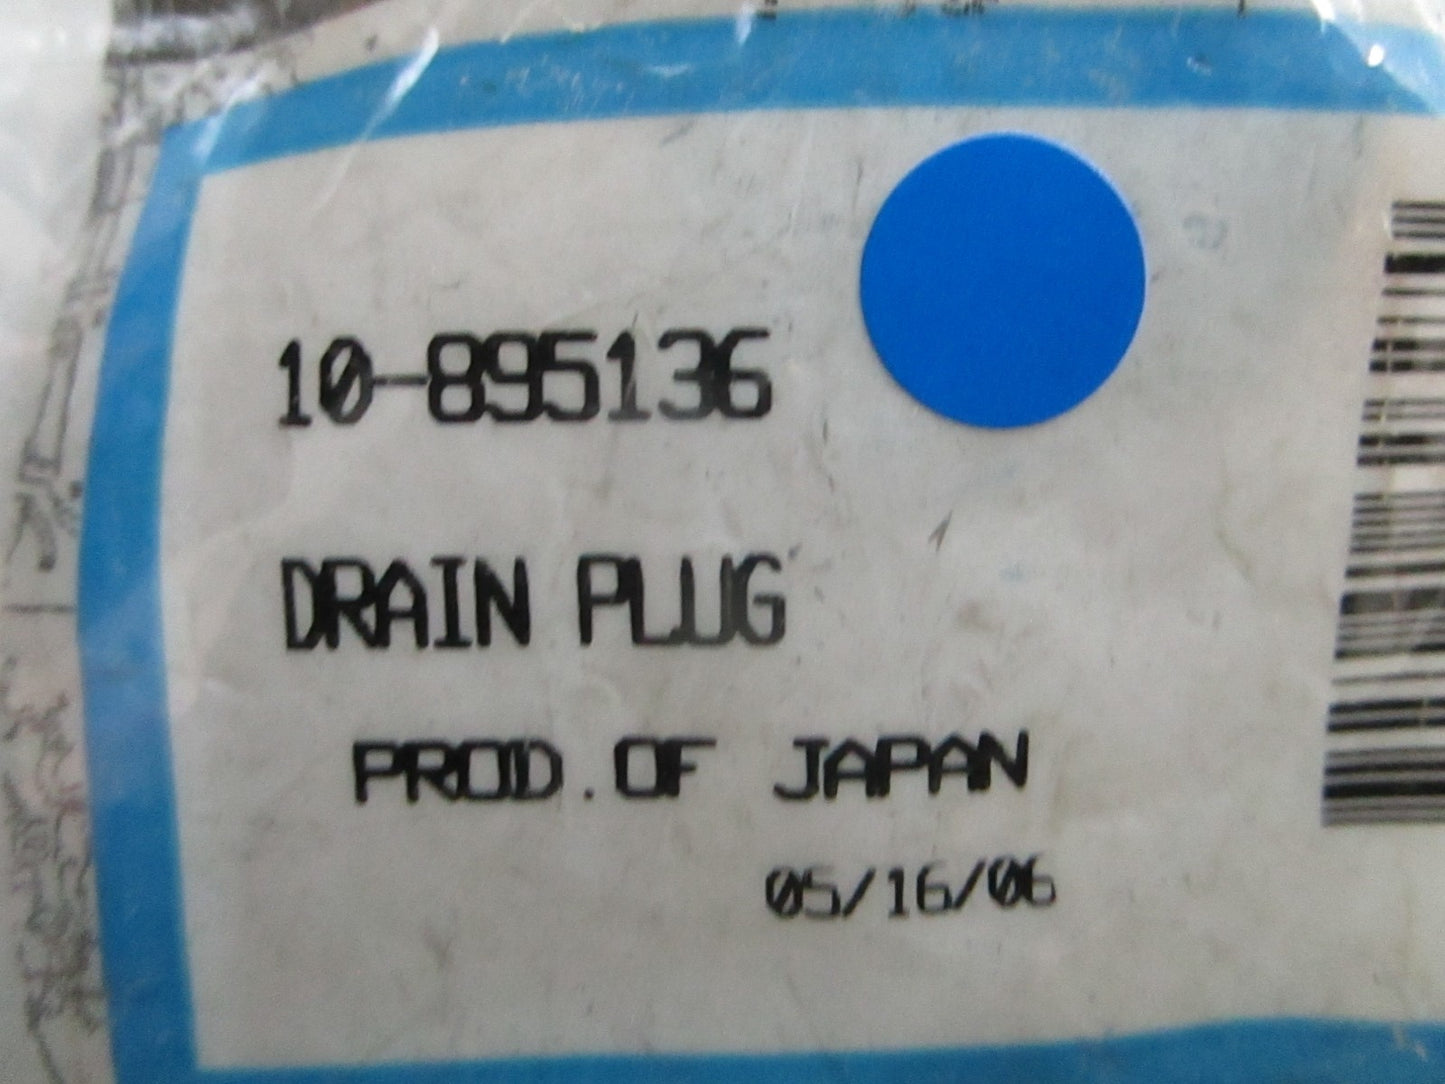 10-895136
DRAIN PLUG
PROD.OF JAPAN
05/16/06